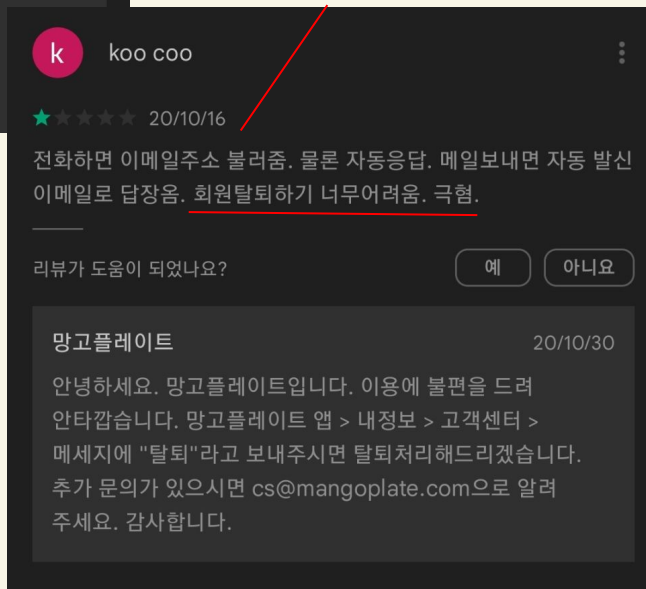 k koo coo
20/10/16
전화하면 이메일주소 불러줌. 물론 자동응답. 메일보내면 자동 발신
이메일로 답장옴. 회원탈퇴하기 너무어려움. 극혐.
리뷰가 도움이 되었나요? 예 아니요
망고플레이트 20/10/30
안녕하세요. 망고플레이트입니다. 이용에 불편을 드려
안타깝습니다. 망고플레이트 앱 > 내정보 > 고객센터 >
메세지에 "탈퇴"라고 보내주시면 탈퇴처리해드리겠습니다.
추가 문의가 있으시면 cs@mangoplate.com으로 알려
주세요. 감사합니다.